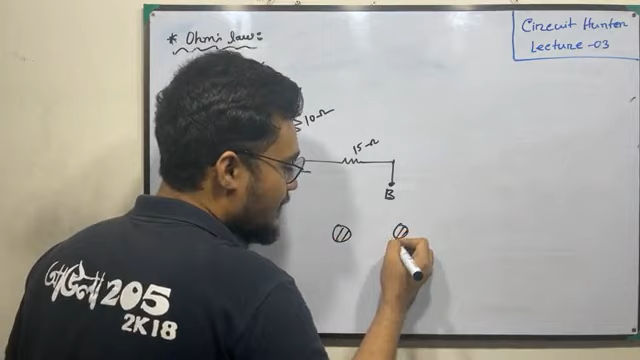 * Ohm's law:
Circuit Hunter
Lecture -03
10Ω
15Ω
B
205
2K18